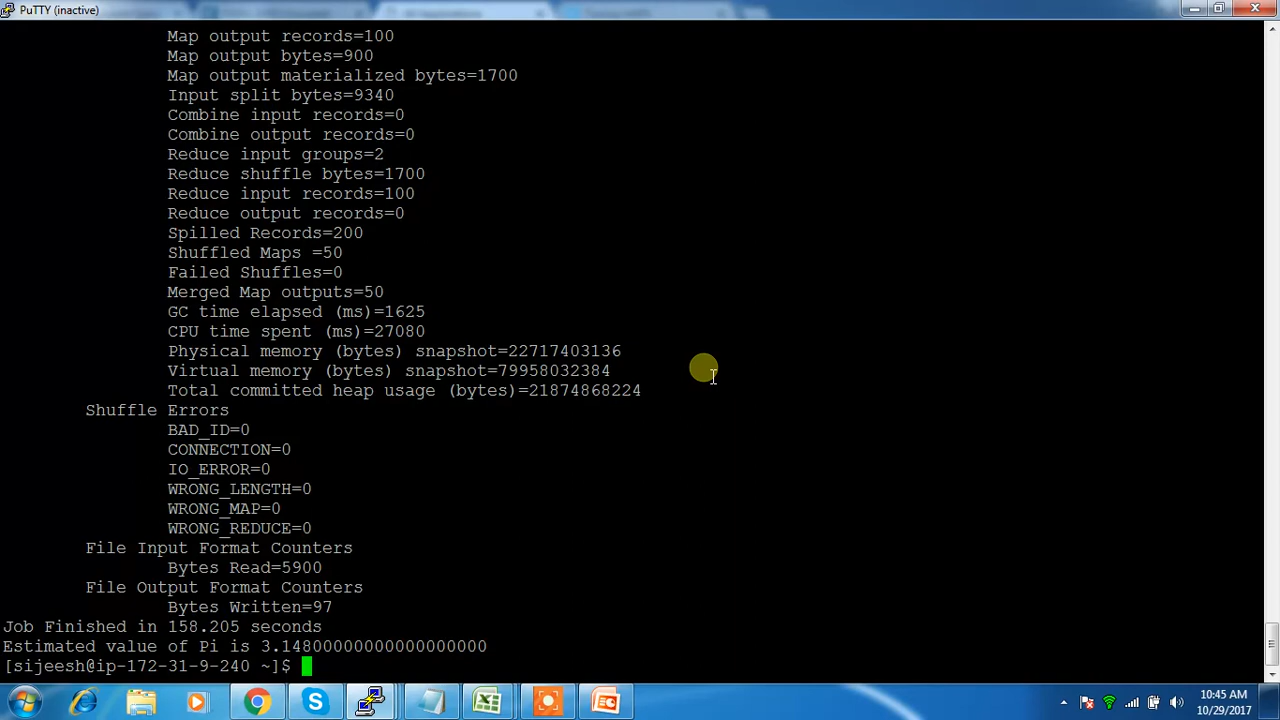 PuTTY (inactive)
Map output records=100
Map output bytes=900
Map output materialized bytes=1700
Input split bytes=9340
Combine input records=0
Combine output records=0
Reduce input groups=2
Reduce shuffle bytes=1700
Reduce input records=100
Reduce output records=0
Spilled Records=200
Shuffled Maps =50
Failed Shuffles=0
Merged Map outputs=50
GC time elapsed (ms)=1625
CPU time spent (ms)=27080
Physical memory (bytes) snapshot=22717403136
Virtual memory (bytes) snapshot=79958032384
Total committed heap usage (bytes)=21874868224
Shuffle Errors
BAD_ID=0
CONNECTION=0
IO_ERROR=0
WRONG_LENGTH=0
WRONG_MAP=0
WRONG_REDUCE=0
File Input Format Counters
Bytes Read=5900
File Output Format Counters
Bytes Written=97
Job Finished in 158.205 seconds
Estimated value of Pi is 3.14800000000000000000
[sijeesh@ip-172-31-9-240 ~]$
10:45 AM
10/29/2017